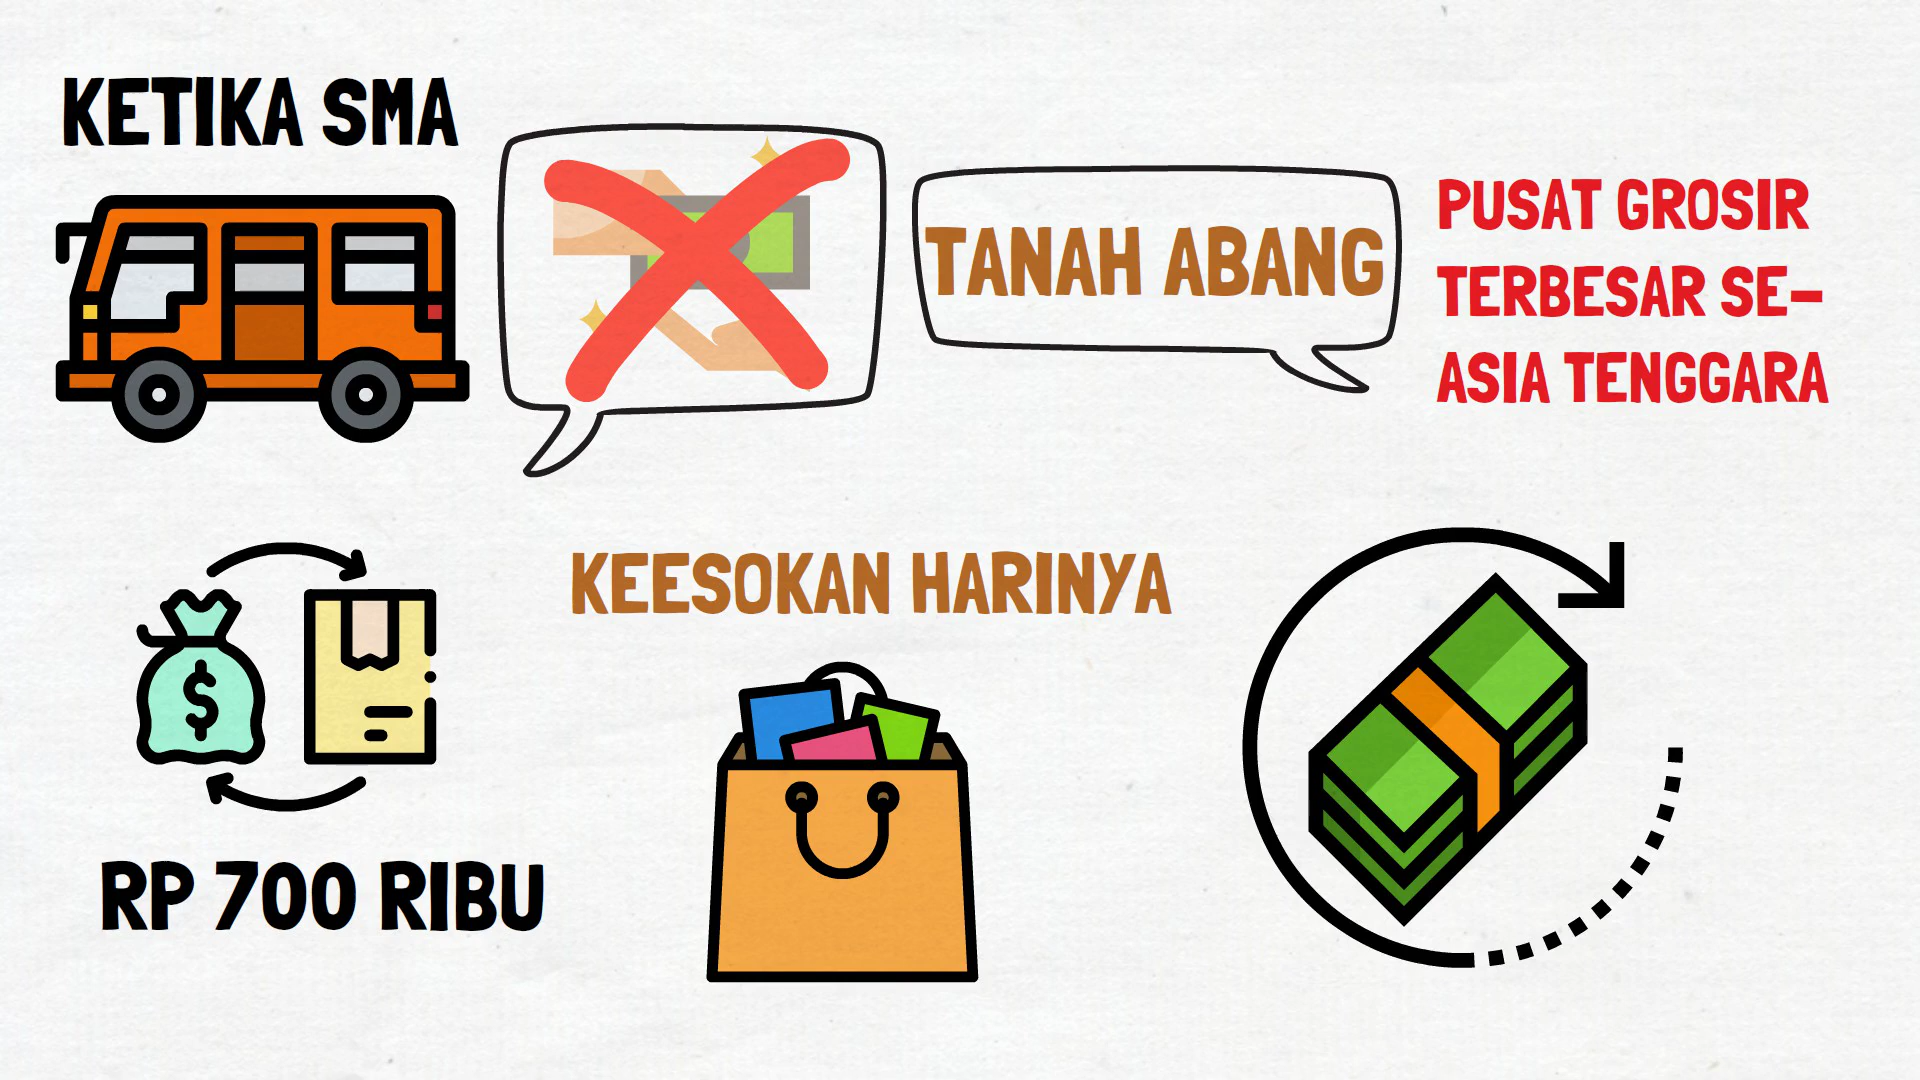 KETIKA SMA
TANAH ABANG
PUSAT GROSIR
TERBESAR SE-
ASIA TENGGARA
$
RP 700 RIBU
KEESOKAN HARINYA